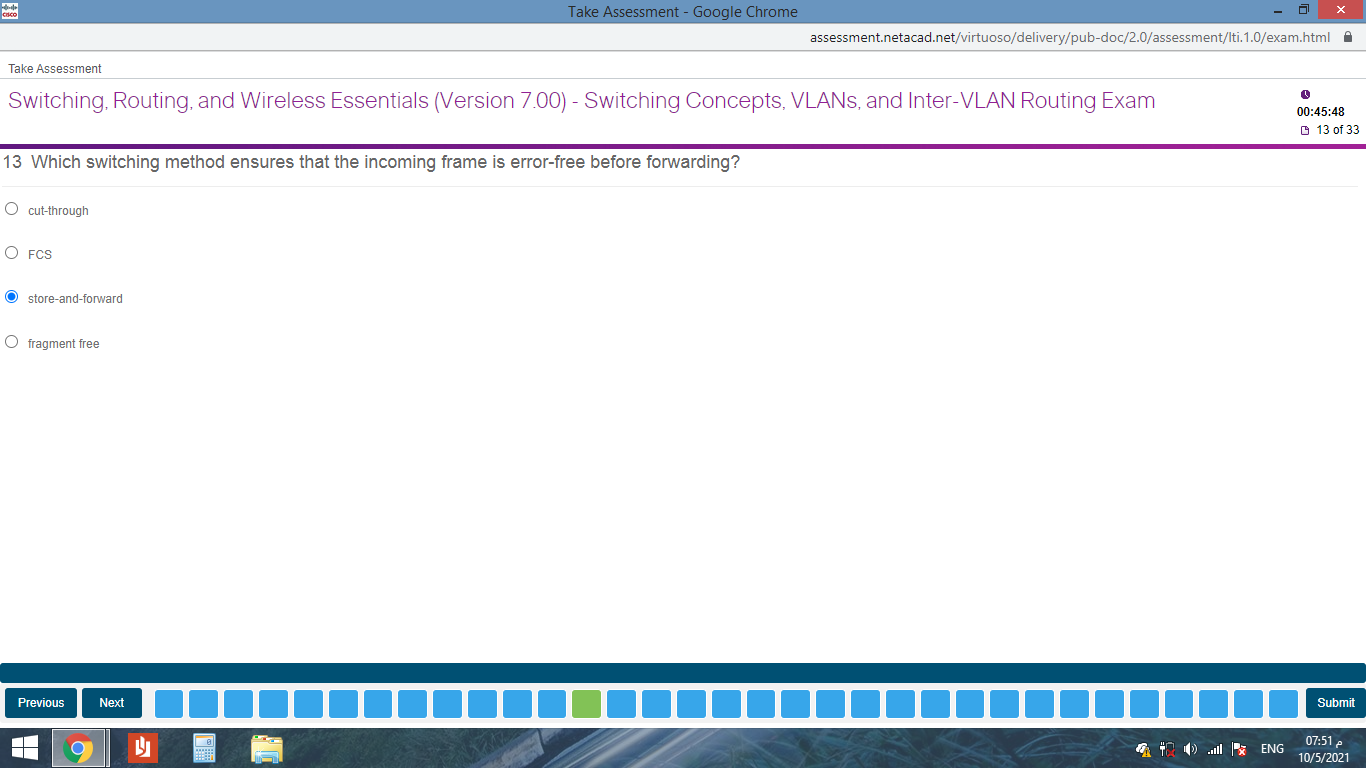 CISCO
Take Assessment - Google Chrome
assessment.netacad.net/virtuoso/delivery/pub-doc/2.0/assessment/lti.1.0/exam.html
Take Assessment
Switching, Routing, and Wireless Essentials (Version 7.00) - Switching Concepts, VLANs, and Inter-VLAN Routing Exam
00:45:48
13 of 33
13 Which switching method ensures that the incoming frame is error-free before forwarding?
cut-through
FCS
store-and-forward
fragment free
Previous Next Submit
ENG
07:51 م
10/5/2021